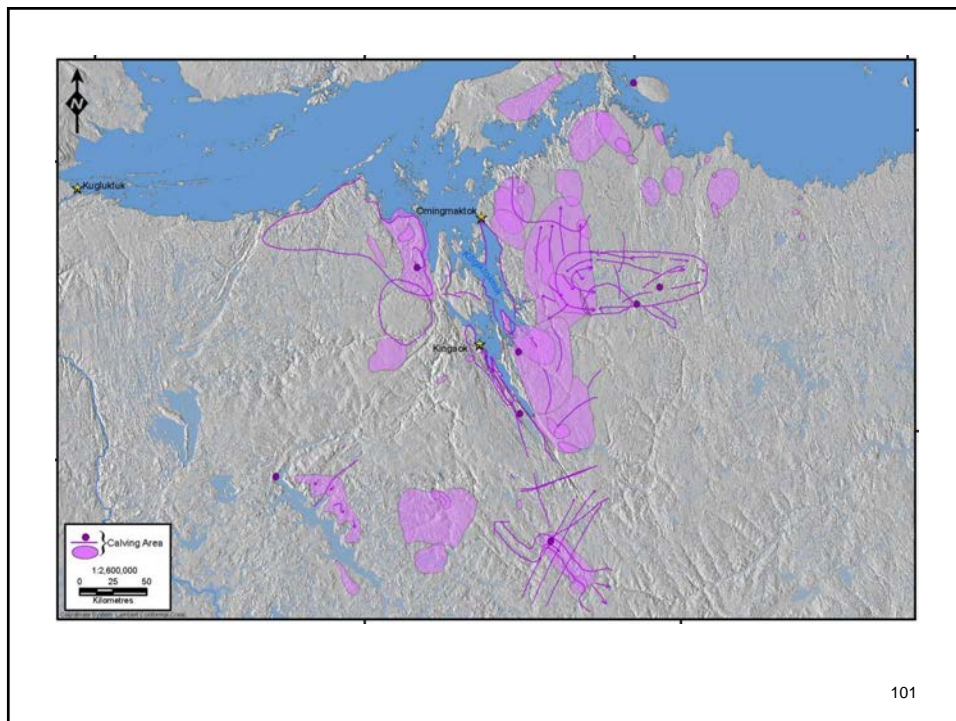 N
Kugluktuk
Omingmaktok
Kingaok
Calving Area
1:2,600,000
0 25 50
Kilometres
101